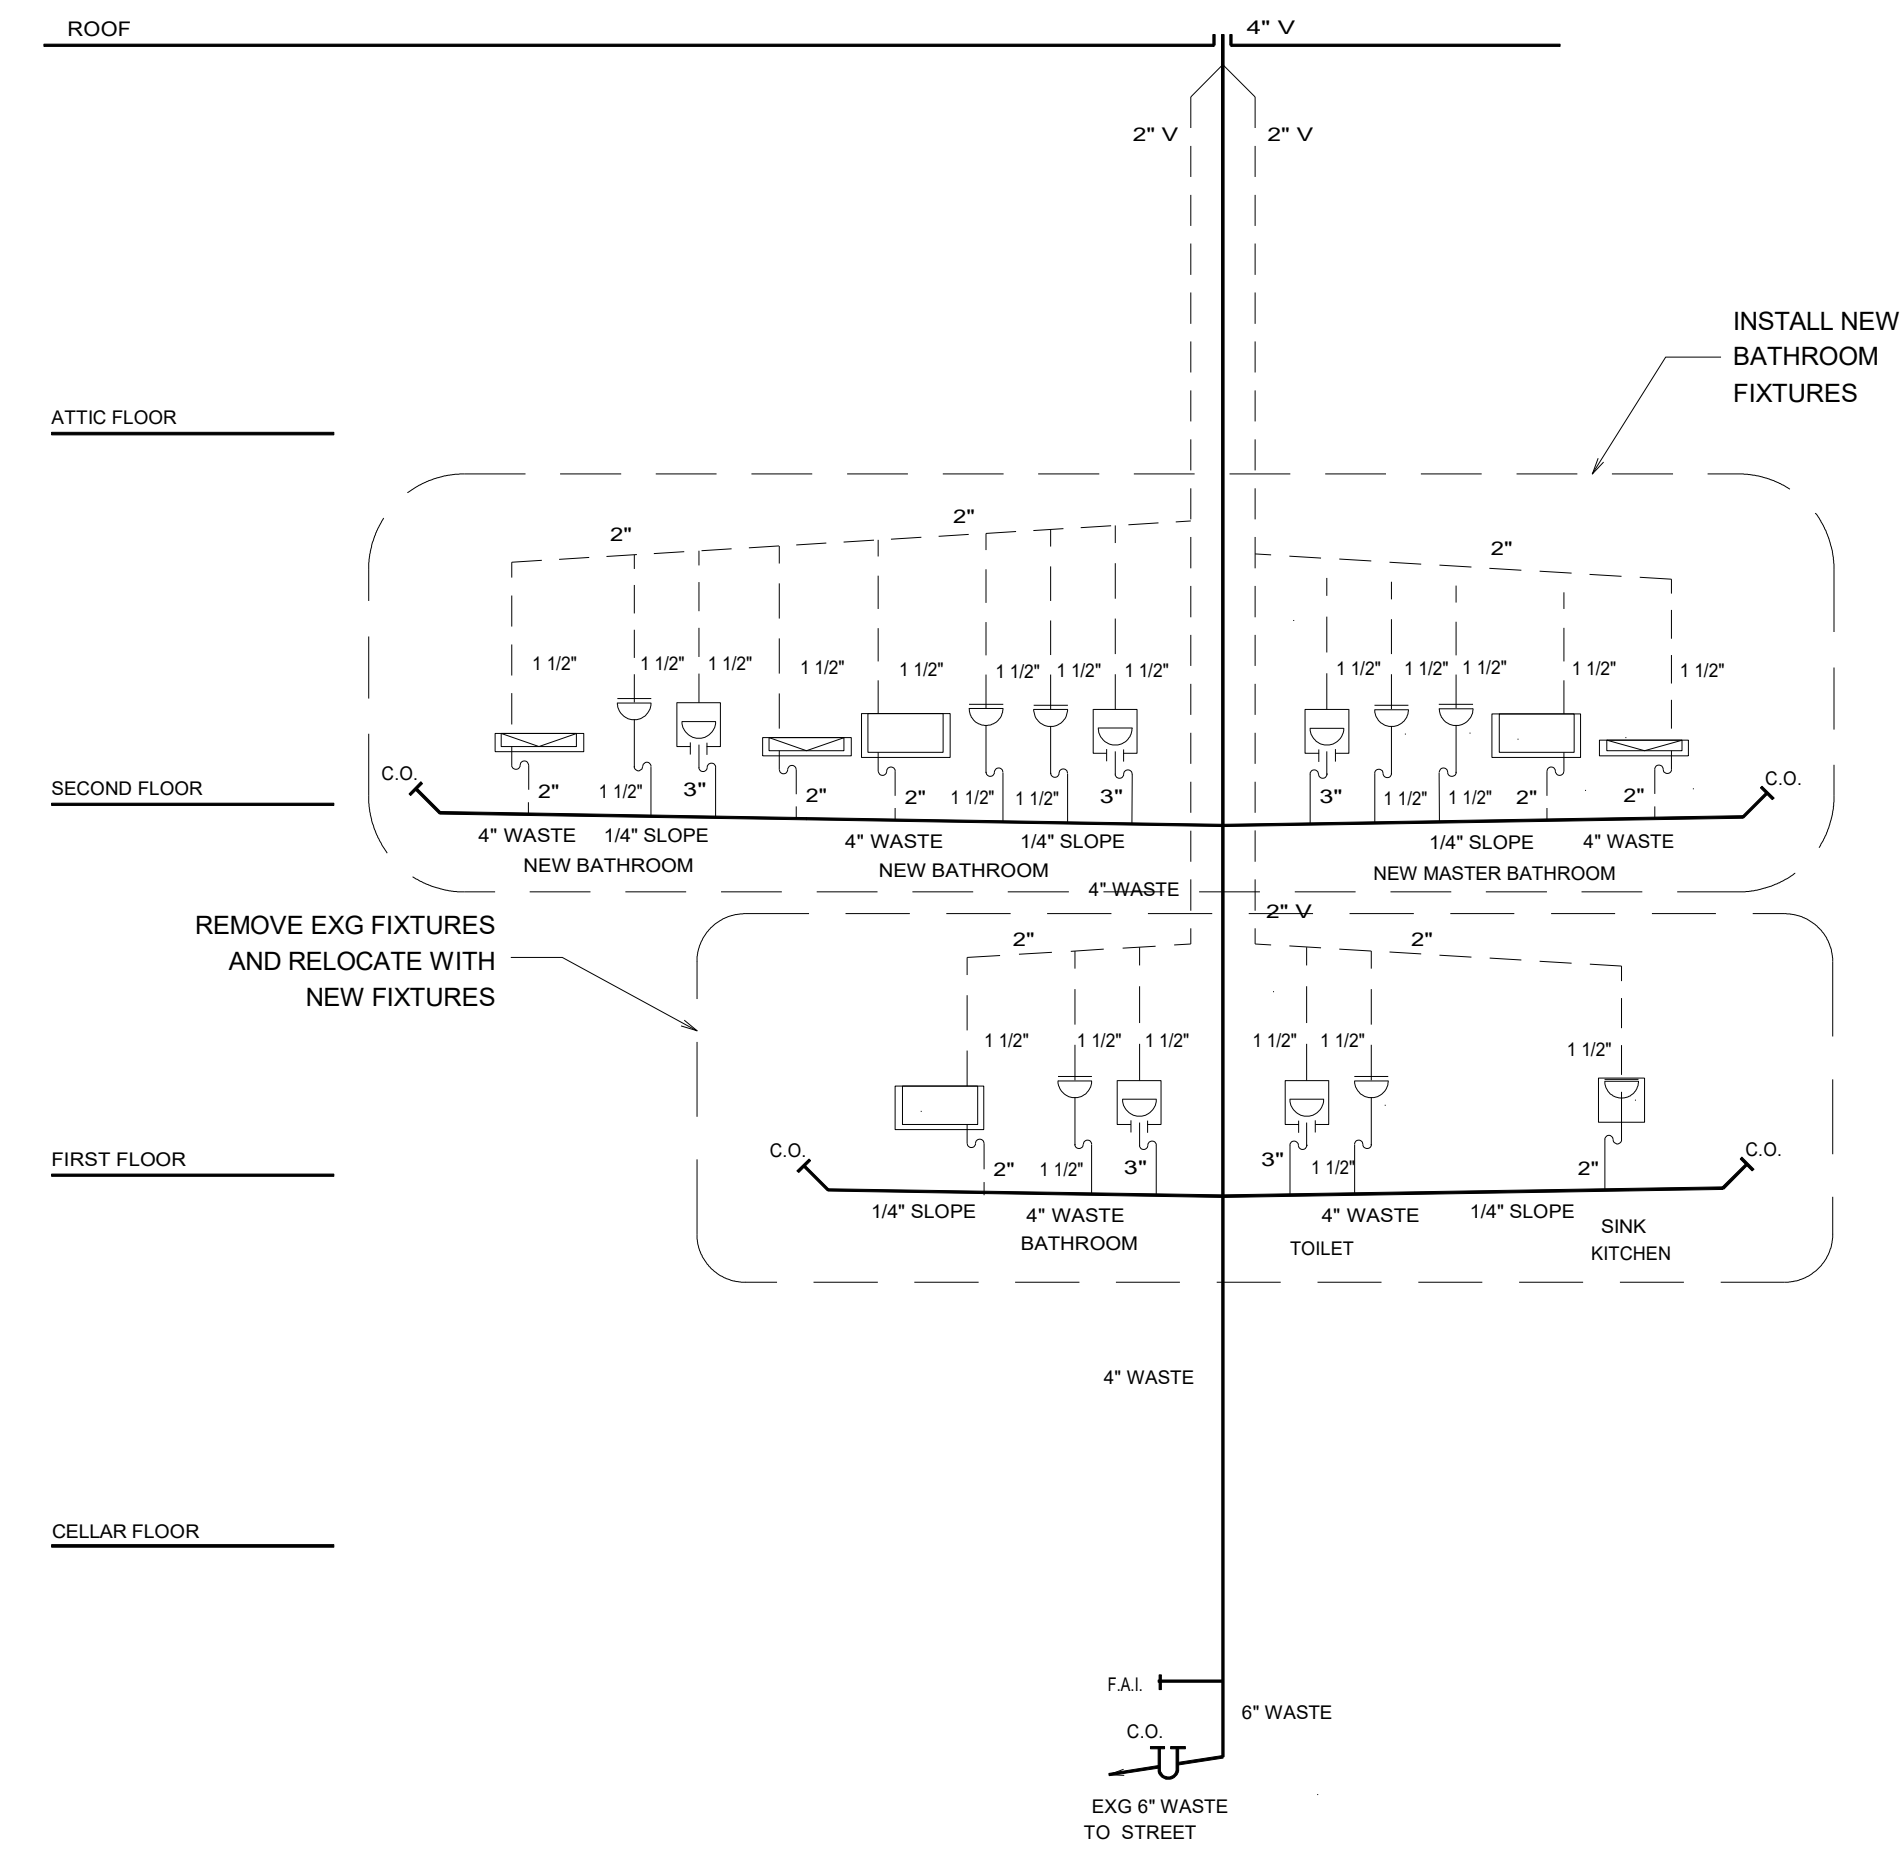 ROOF
4" V
2" V
2" V
INSTALL NEW
BATHROOM
FIXTURES
ATTIC FLOOR
2"
2"
2"
1 1/2"
1 1/2"
1 1/2"
1 1/2"
1 1/2"
1 1/2"
1 1/2"
1 1/2"
1 1/2"
1 1/2"
1 1/2"
1 1/2"
1 1/2"
SECOND FLOOR
C.O.
2"
1 1/2"
3"
2"
2"
1 1/2"
1 1/2"
3"
3"
1 1/2"
1 1/2"
2"
2"
C.O.
4" WASTE
1/4" SLOPE
4" WASTE
1/4" SLOPE
1/4" SLOPE
4" WASTE
NEW BATHROOM
NEW BATHROOM
NEW MASTER BATHROOM
4" WASTE
2" V
REMOVE EXG FIXTURES
AND RELOCATE WITH
NEW FIXTURES
2"
2"
1 1/2"
1 1/2"
1 1/2"
1 1/2"
1 1/2"
1 1/2"
FIRST FLOOR
C.O.
2"
1 1/2"
3"
3"
1 1/2"
2"
C.O.
1/4" SLOPE
4" WASTE
BATHROOM
4" WASTE
1/4" SLOPE
TOILET
SINK
KITCHEN
4" WASTE
CELLAR FLOOR
F.A.I.
6" WASTE
C.O.
EXG 6" WASTE
TO STREET